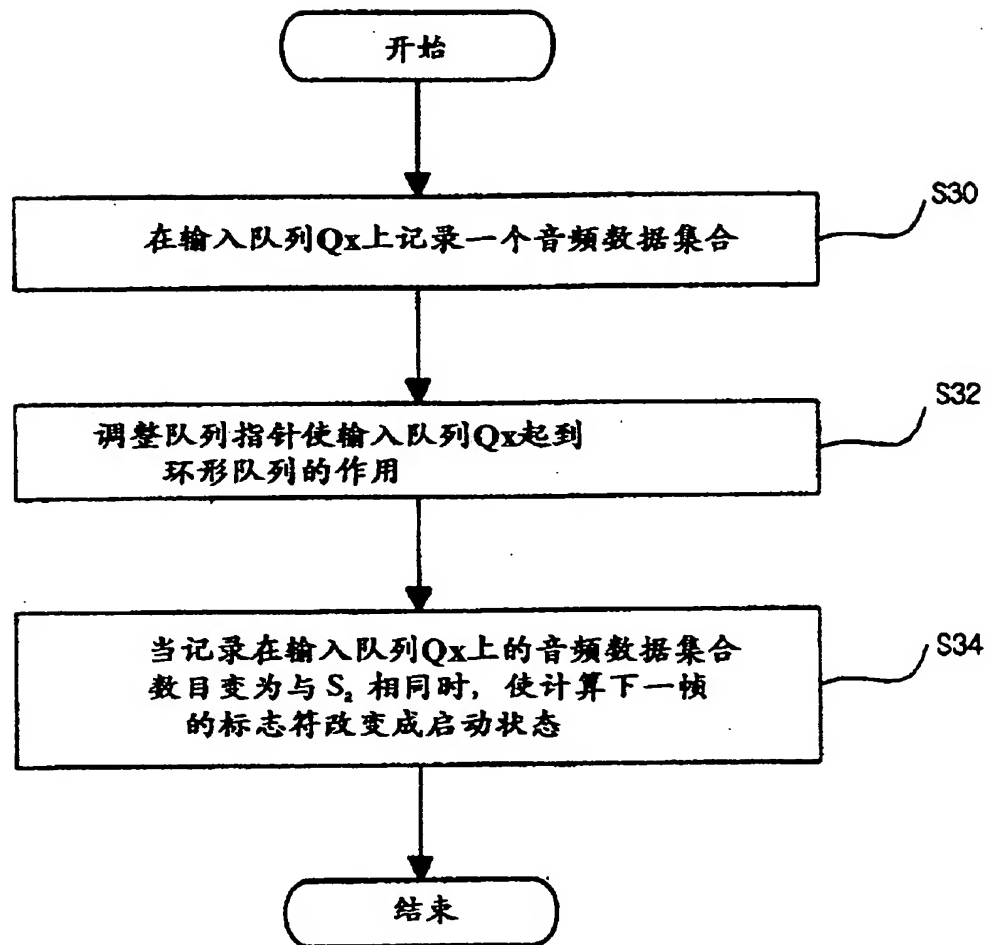 开始
S30
在输入队列Qx上记录一个音频数据集合
S32
调整队列指针使输入队列Qx起到
环形队列的作用
S34
当记录在输入队列Qx上的音频数据集合
数目变为与S₂相同时，使计算下一帧
的标志符改变成启动状态
结束